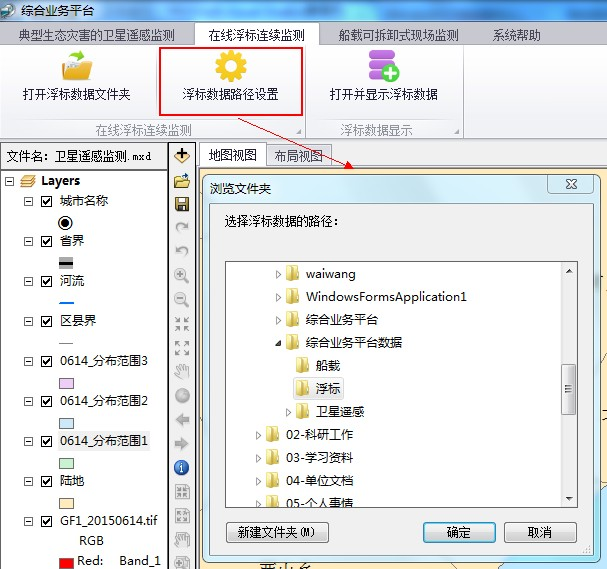 综合业务平台
典型生态灾害的卫星遥感监测 在线浮标连续监测 船载可拆卸式现场监测 系统帮助
打开浮标数据文件夹 浮标数据路径设置 打开并显示浮标数据
在线浮标连续监测 浮标数据显示
文件名: 卫星遥感监测.mxd
地图视图 布局视图
Layers
城市名称
省界
河流
区县界
0614_分布范围3
0614_分布范围2
0614_分布范围1
陆地
GF1_20150614.tif
RGB
Red: Band_1
浏览文件夹
选择浮标数据的路径:
waiwang
WindowsFormsApplication1
综合业务平台
综合业务平台数据
船载
浮标
卫星遥感
02-科研工作
03-学习资料
04-单位文档
05-个人事情
新建文件夹(M) 确定 取消